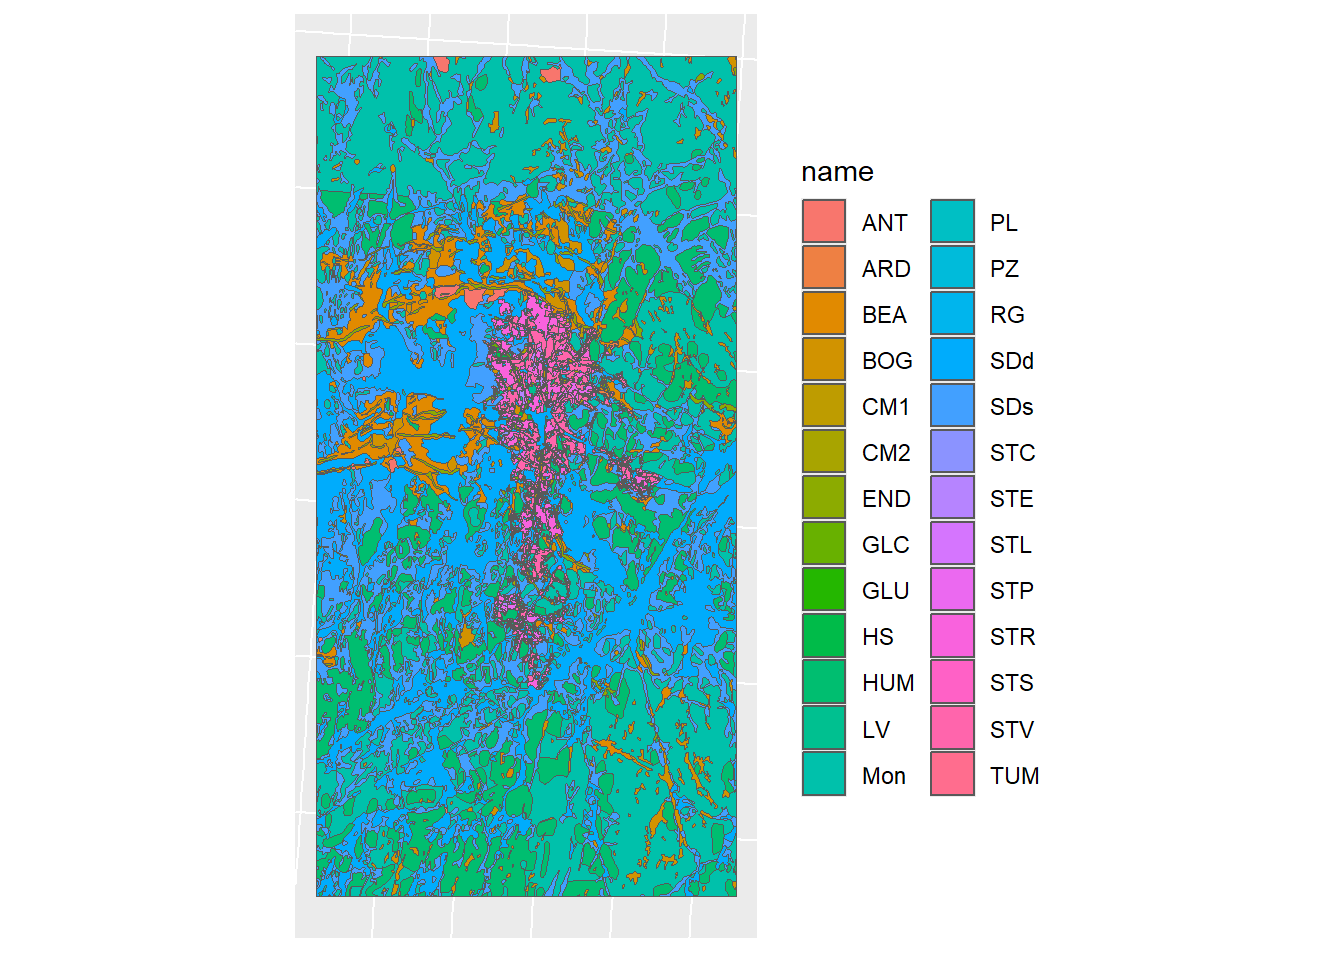 name
ANT
ARD
BEA
BOG
CM1
CM2
END
GLC
GLU
HS
HUM
LV
Mon
PL
PZ
RG
SDd
SDs
STC
STE
STL
STP
STR
STS
STV
TUM